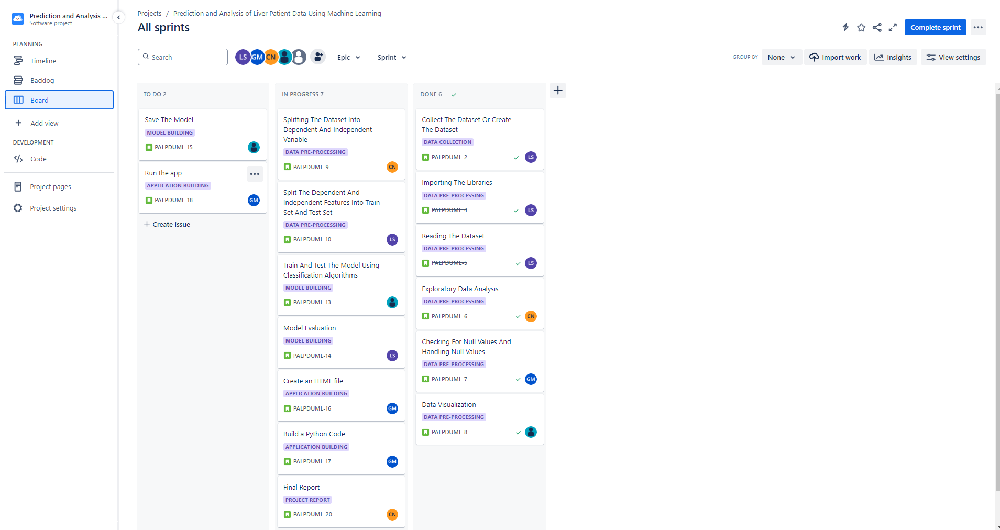 Prediction and Analysis ...
Software project
PLANNING
Timeline
Backlog
Board
Add view
DEVELOPMENT
Code
Project pages
Project settings
Projects / Prediction and Analysis of Liver Patient Data Using Machine Learning
All sprints
Complete sprint
Search
LS GM CN
Epic
Sprint
GROUP BY
None
Import work
Insights
View settings
TO DO 2
Save The Model
MODEL BUILDING
PALPDUML-15
Run the app
APPLICATION BUILDING
PALPDUML-18 GM
Create issue
IN PROGRESS 7
Splitting The Dataset Into
Dependent And Independent
Variable
DATA PRE-PROCESSING
PALPDUML-9 CN
Split The Dependent And
Independent Features Into Train
Set And Test Set
DATA PRE-PROCESSING
PALPDUML-10 LS
Train And Test The Model Using
Classification Algorithms
MODEL BUILDING
PALPDUML-13
Model Evaluation
MODEL BUILDING
PALPDUML-14 LS
Create an HTML file
APPLICATION BUILDING
PALPDUML-16 GM
Build a Python Code
APPLICATION BUILDING
PALPDUML-17 GM
Final Report
PROJECT REPORT
PALPDUML-20 CN
DONE 6
Collect The Dataset Or Create
The Dataset
DATA COLLECTION
PALPDUML-2 LS
Importing The Libraries
DATA PRE-PROCESSING
PALPDUML-4 LS
Reading The Dataset
DATA PRE-PROCESSING
PALPDUML-5 LS
Exploratory Data Analysis
DATA PRE-PROCESSING
PALPDUML-6 CN
Checking For Null Values And
Handling Null Values
DATA PRE-PROCESSING
PALPDUML-7 GM
Data Visualization
DATA PRE-PROCESSING
PALPDUML-8